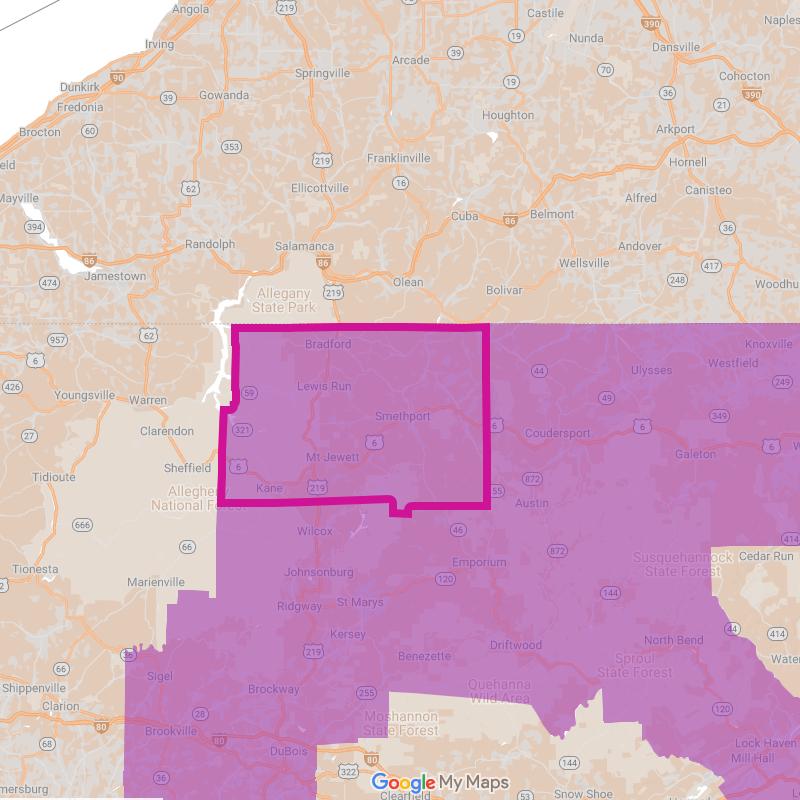 Angola
219
Castile
Naples
Irving
19
Nunda
390
Dansville
Arcade
39
90
Springville
70
Cohocton
Dunkirk
Fredonia
39
Gowanda
19
36
21
390
Houghton
Brocton
60
Arkport
353
219
Franklinville
Hornell
eld
62
Ellicottville
16
Canisteo
Mayville
Alfred
Cuba
86
Belmont
394
36
Randolph
Salamanca
Andover
86
86
Wellsville
417
Jamestown
474
Olean
248
Woodhu
219
Bolivar
Allegany
State Park
62
957
Bradford
Knoxville
6
Westfield
44
Ulysses
249
426
Lewis Run
Youngsville
59
49
Warren
Smethport
349
321
6
Clarendon
Coudersport
6
27
6
6
Mt Jewett
Galeton
Sheffield
6
Tidioute
872
Kane
219
55
Allegheny
National Forest
Austin
666
Wilcox
46
414
66
872
Cedar Run
Susquehannock
State Forest
Emporium
Tionesta
Johnsonburg
120
Marienville
144
St Marys
Ridgway
44
414
Kersey
North Bend
36
Driftwood
219
Benezette
Sproul
State Forest
Water
66
Sigel
Quehanna
Wild Area
Shippenville
Brockway
255
Clarion
28
120
Moshannon
State Forest
80
Brookville
80
68
Lock Haven
DuBois
Mill Hall
80
144
322
36
mersburg
Google My Maps
Clearfield
53
Snow Shoe